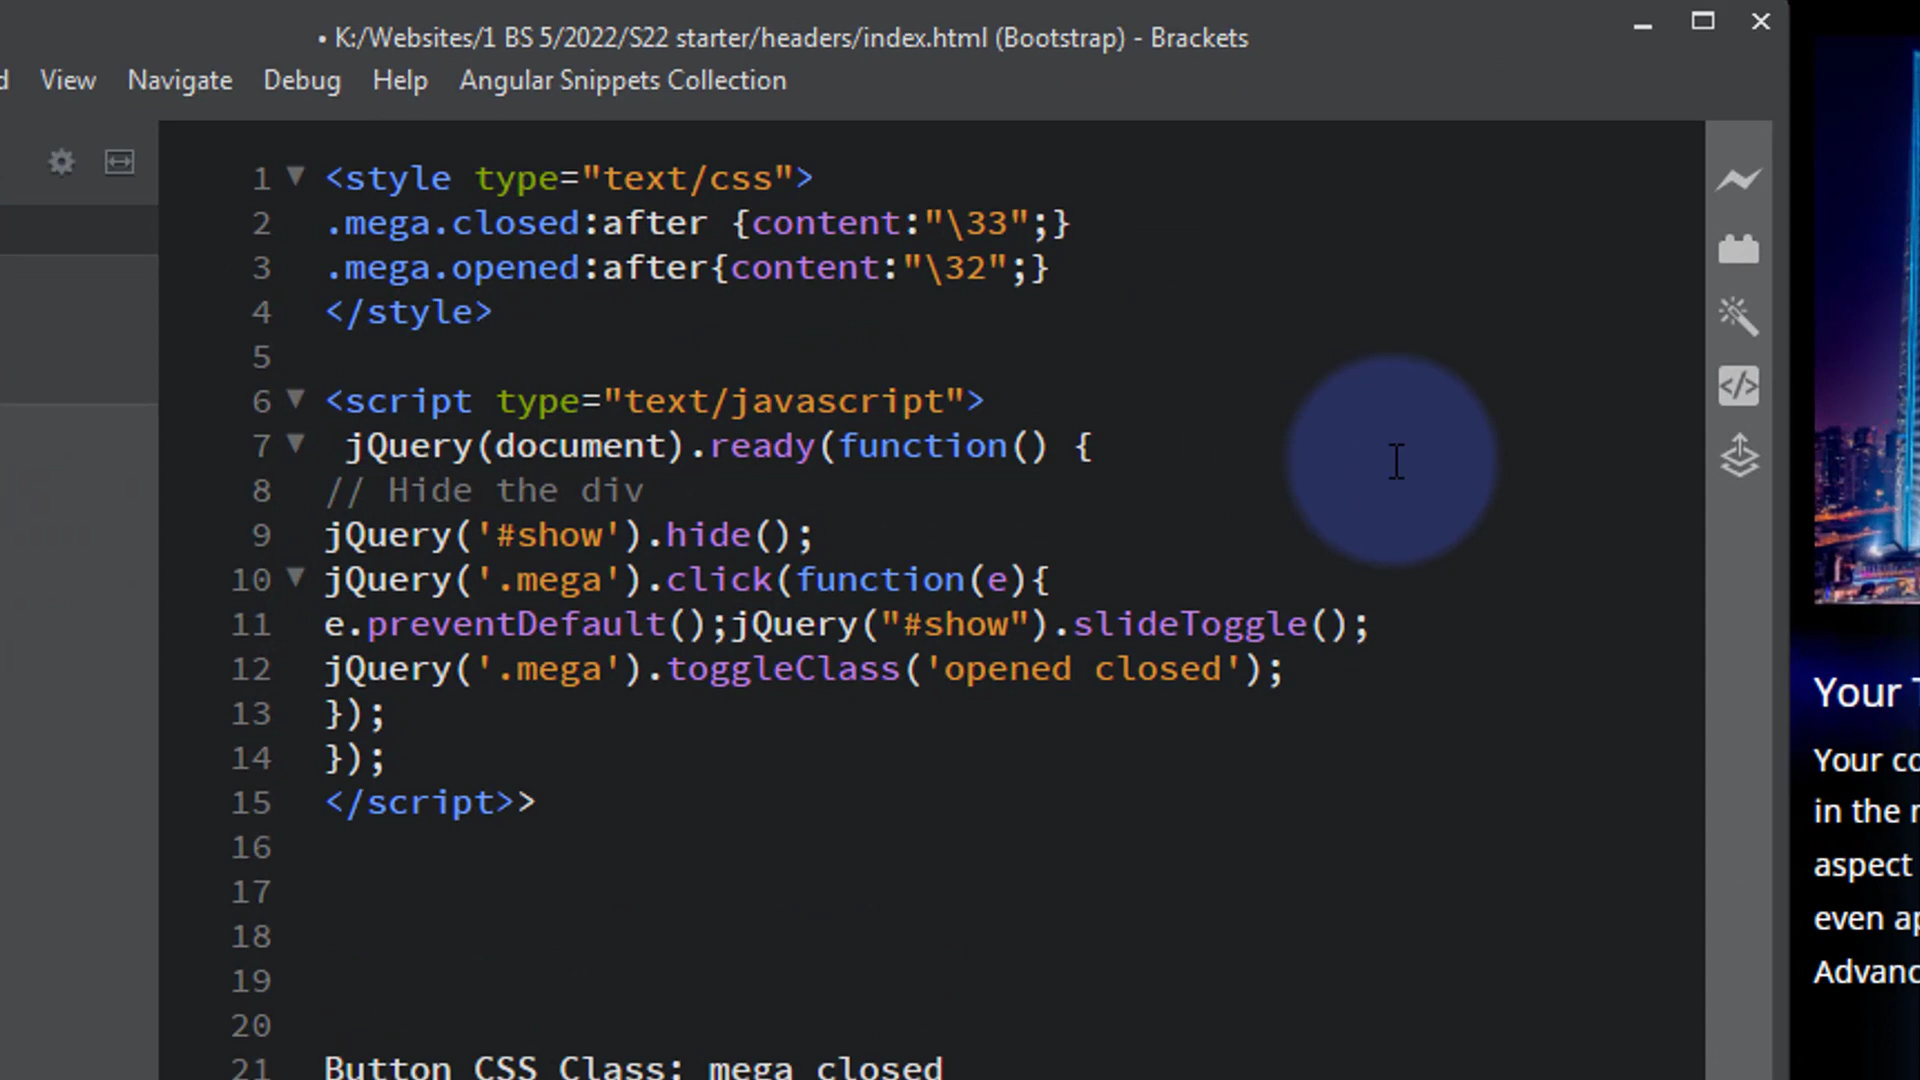 • K:/Websites/1 BS 5/2022/S22 starter/headers/index.html (Bootstrap) - Brackets
View Navigate Debug Help Angular Snippets Collection
1 <style type="text/css">
2 .mega.closed:after {content:"\33";}
3 .mega.opened:after{content:"\32";}
4 </style>
5
6 <script type="text/javascript">
7 jQuery(document).ready(function() {
8 // Hide the div
9 jQuery('#show').hide();
10 jQuery('.mega').click(function(e){
11 e.preventDefault();jQuery("#show").slideToggle();
12 jQuery('.mega').toggleClass('opened closed');
13 });
14 });
15 </script>>
16
17
18
19
20
21 Button CSS Class: mega closed
Your
Your
in the
aspect
even